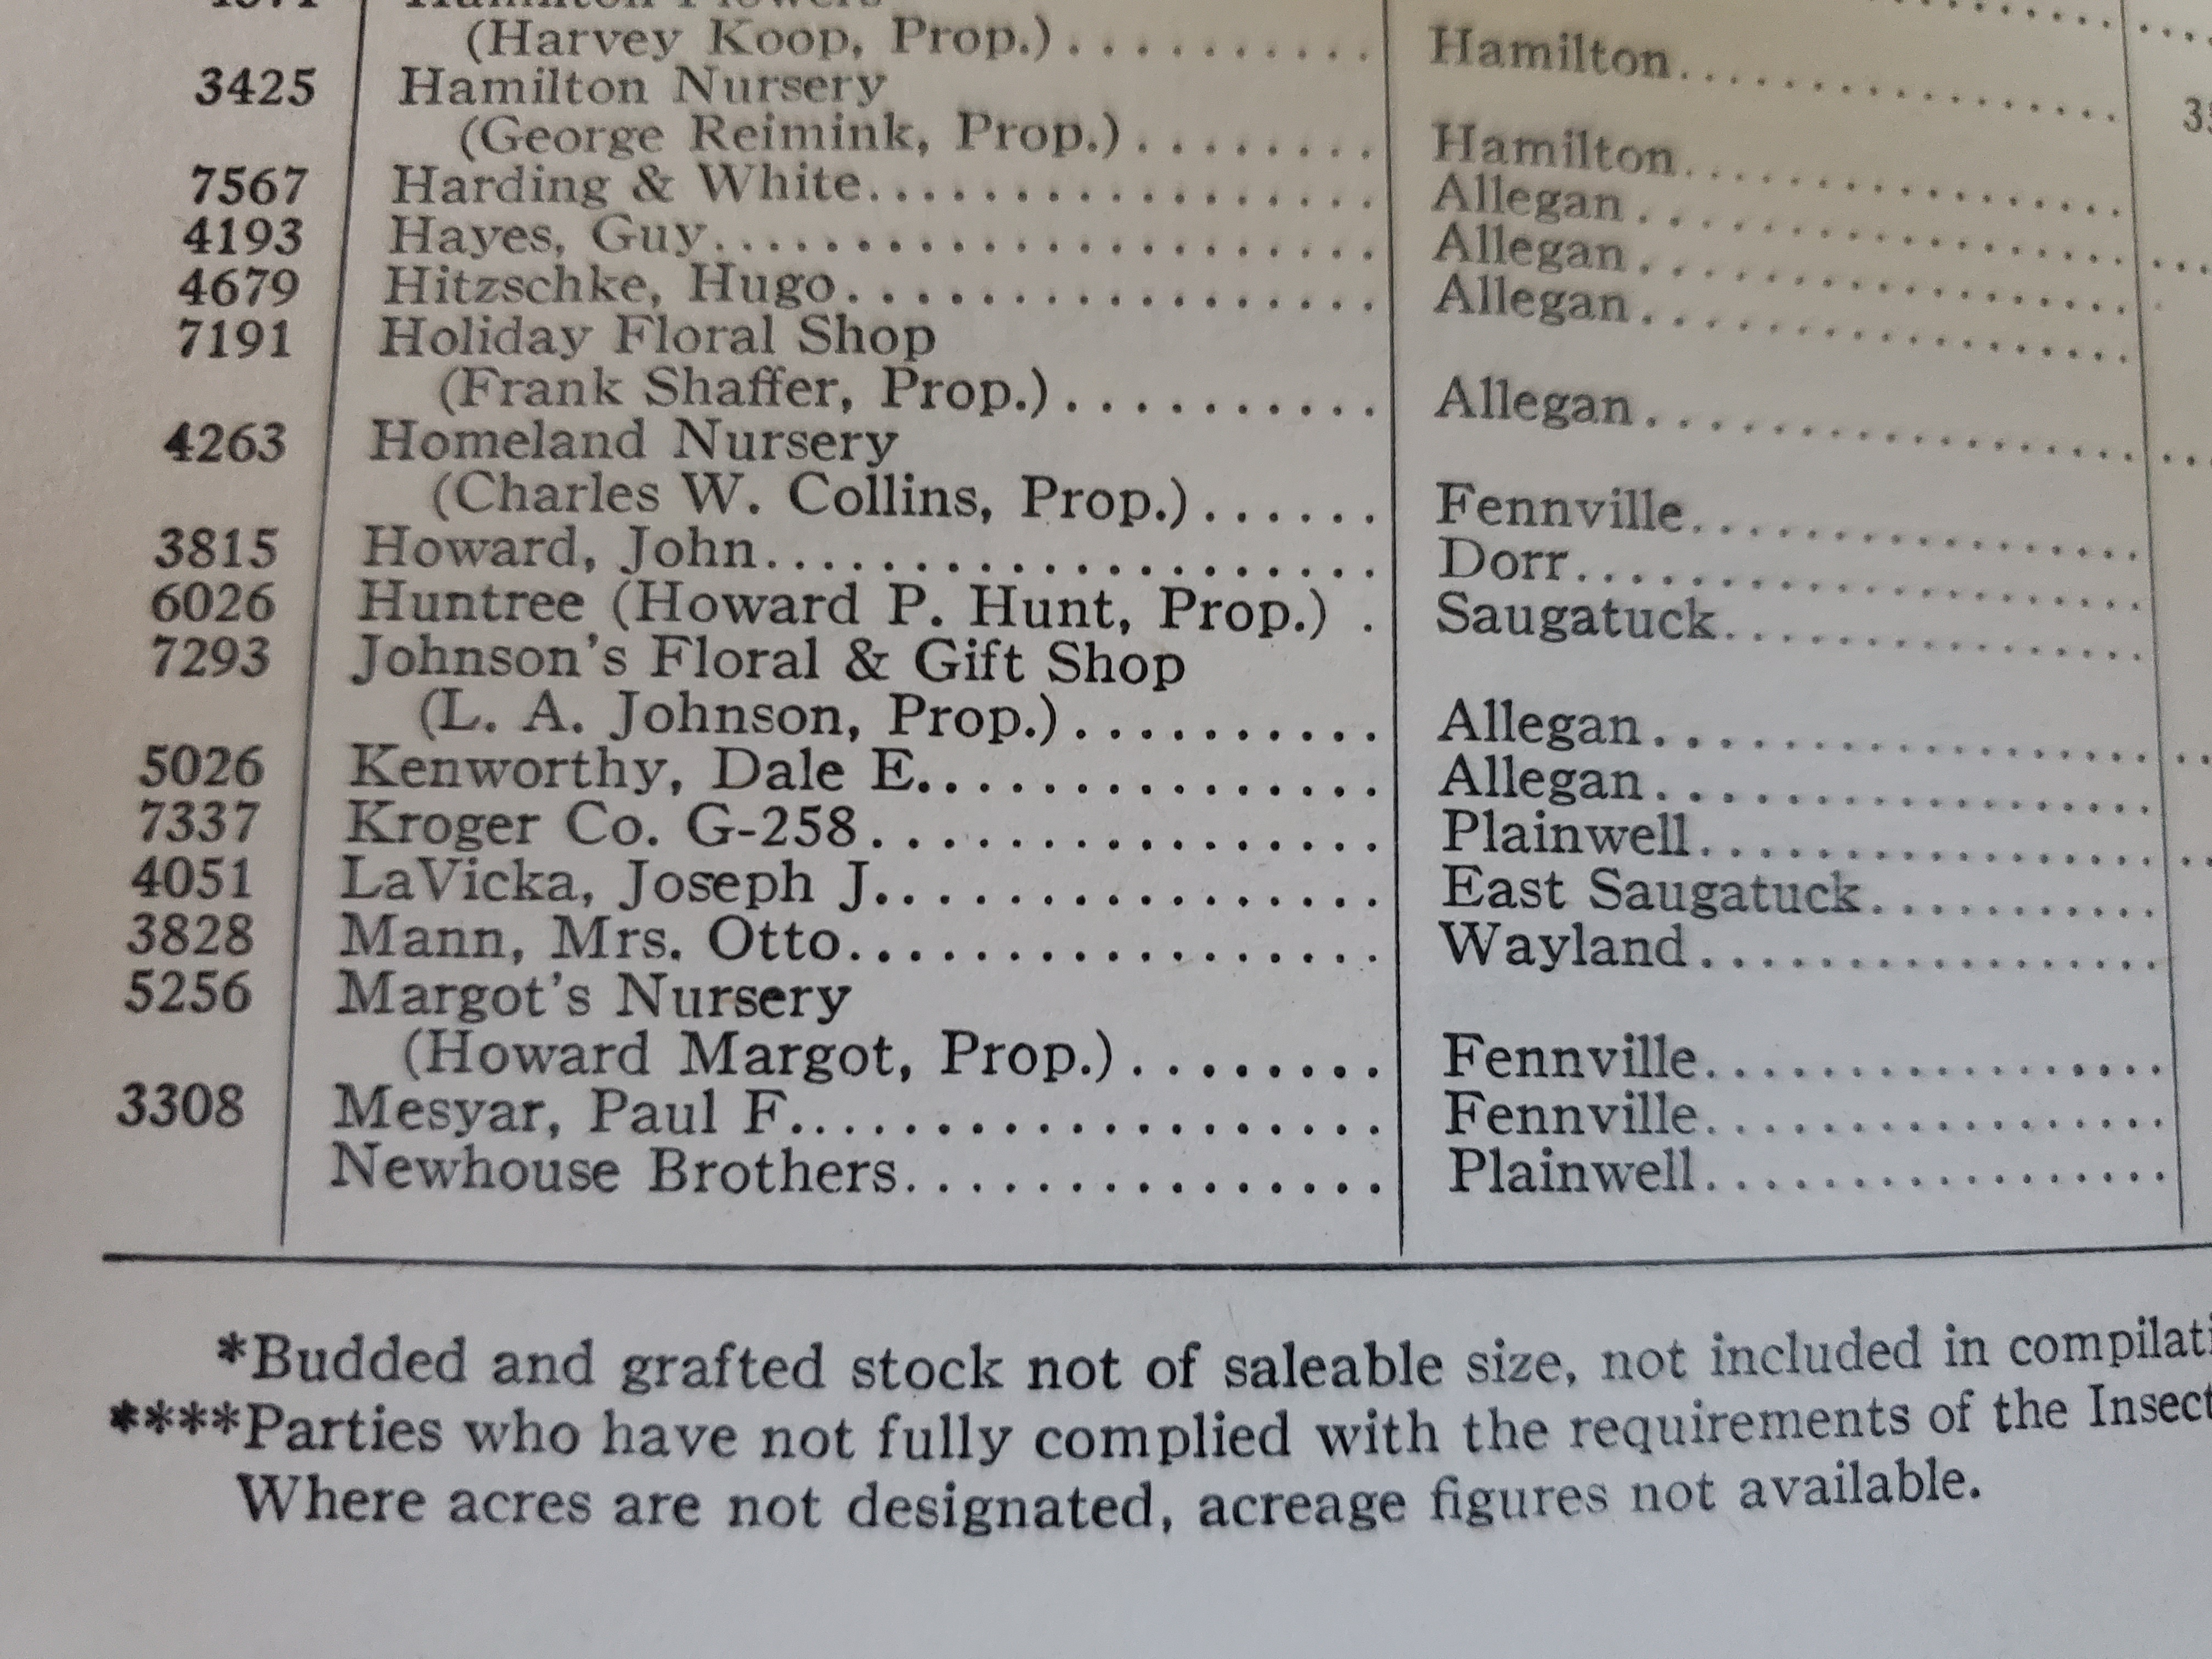 Hamilton Flowers
(Harvey Koop, Prop.).......... Hamilton................
3425 Hamilton Nursery
(George Reimink, Prop.)........ Hamilton................
7567 Harding & White.................. Allegan..................
4193 Hayes, Guy....................... Allegan..................
4679 Hitzschke, Hugo.................. Allegan..................
7191 Holiday Floral Shop
(Frank Shaffer, Prop.).......... Allegan..................
4263 Homeland Nursery
(Charles W. Collins, Prop.)...... Fennville................
3815 Howard, John..................... Dorr....................
6026 Huntree (Howard P. Hunt, Prop.) . Saugatuck...............
7293 Johnson's Floral & Gift Shop
(L. A. Johnson, Prop.)........... Allegan..................
5026 Kenworthy, Dale E................ Allegan..................
7337 Kroger Co. G-258................. Plainwell................
4051 LaVicka, Joseph J................. East Saugatuck..........
3828 Mann, Mrs. Otto.................. Wayland................
5256 Margot's Nursery
(Howard Margot, Prop.)......... Fennville................
3308 Mesyar, Paul F.................... Fennville................
Newhouse Brothers................ Plainwell................
*Budded and grafted stock not of saleable size, not included in
****Parties who have not fully complied with the requirements of the
Where acres are not designated, acreage figures not available.